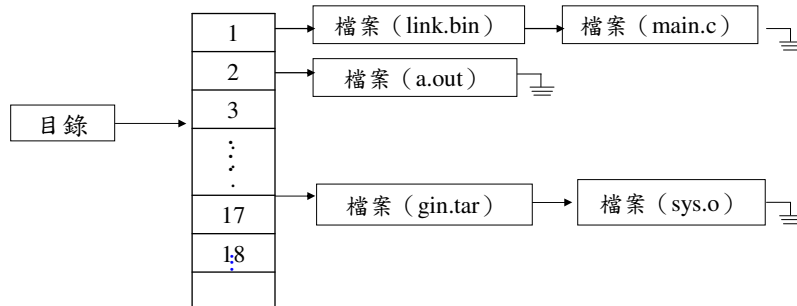 1
檔案（link.bin）
檔案（main.c）
2
檔案（a.out）
3
目錄
檔案（gin.tar）
檔案（sys.o）
17
18